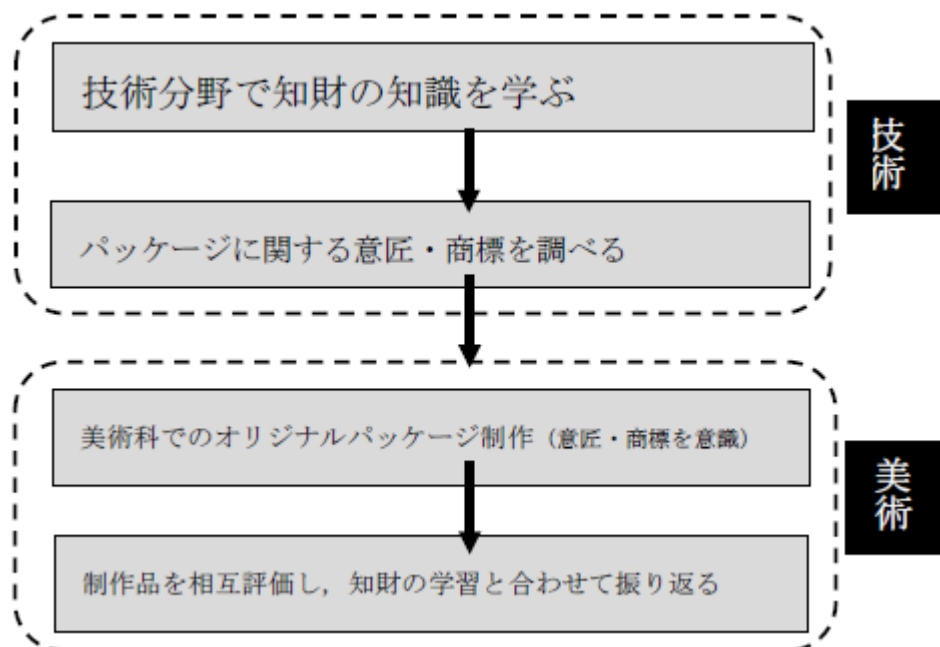 技術分野で知財の知識を学ぶ
技術
パッケージに関する意匠・商標を調べる
美術科でのオリジナルパッケージ制作（意匠・商標を意識）
美術
制作品を相互評価し，知財の学習と合わせて振り返る